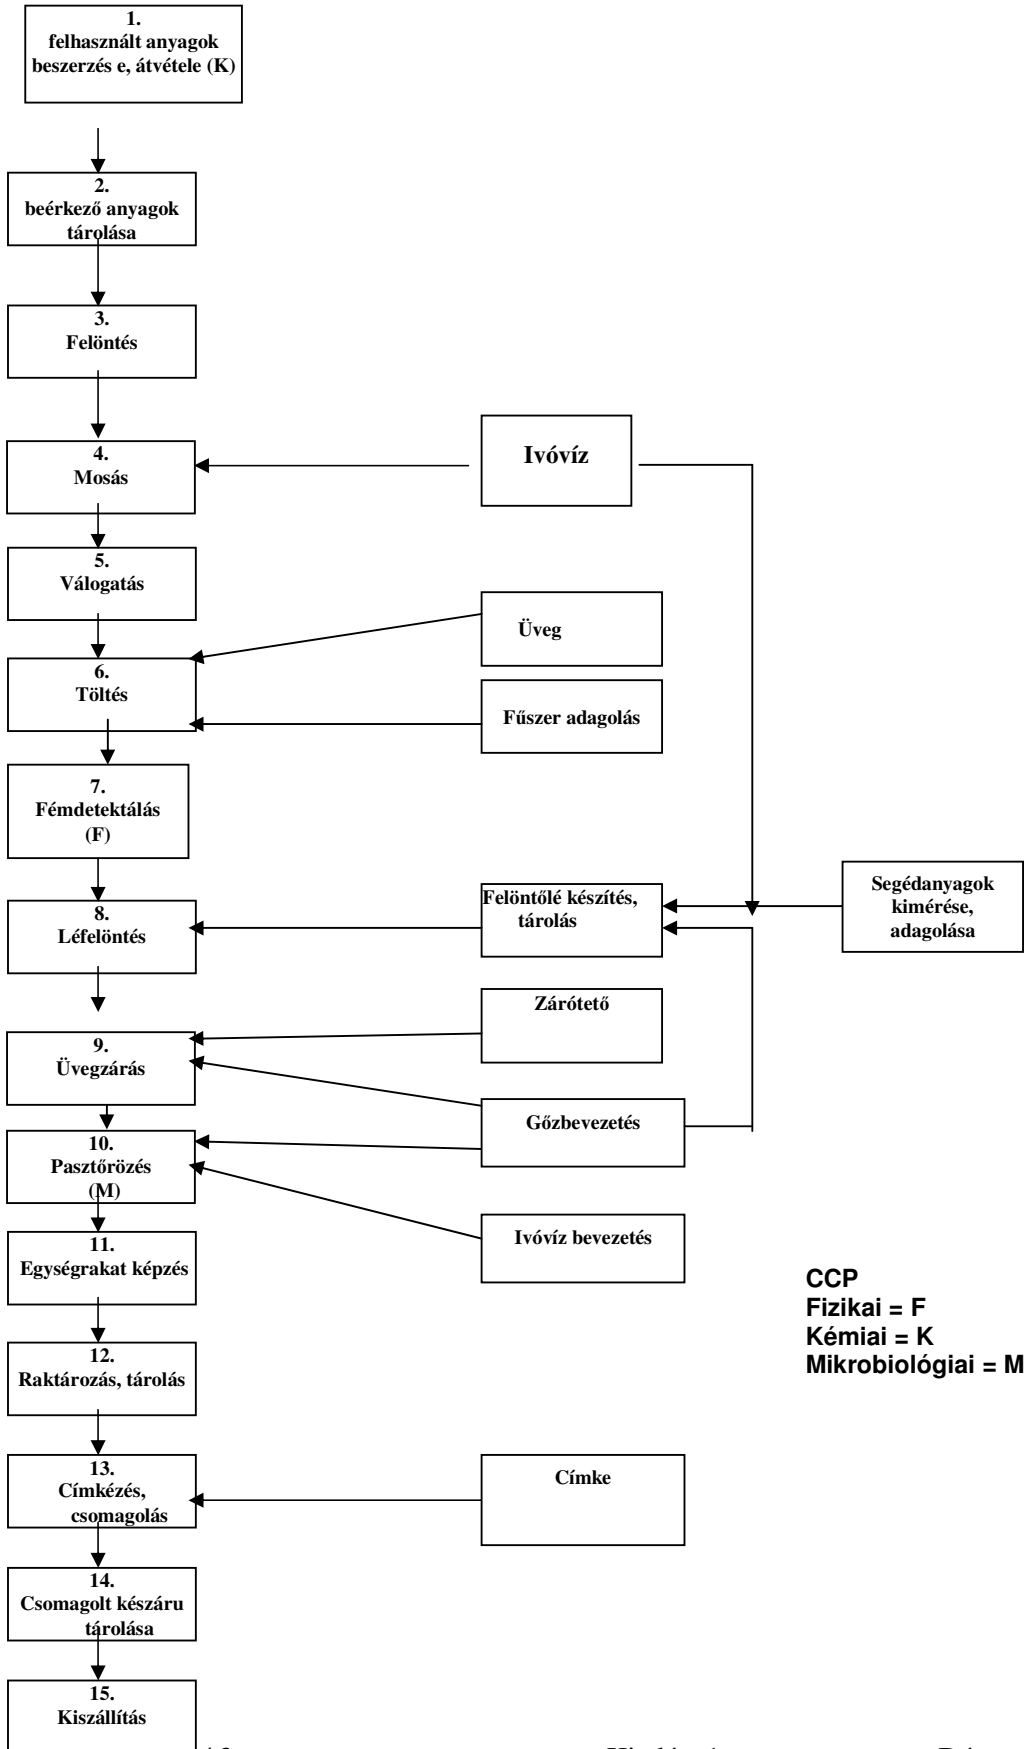 1.
felhasznált anyagok
beszerzés e, átvétele (K)
2.
beérkező anyagok
tárolása
3.
Felöntés
4.
Mosás
Ivóvíz
5.
Válogatás
Üveg
6.
Töltés
Fűszer adagolás
7.
Fémdetektálás
(F)
Segédanyagok
kimérése,
adagolása
Felöntőlé készítés,
tárolás
8.
Léfelöntés
Zárótető
9.
Üvegzárás
Gőzbevezetés
10.
Pasztőrözés
(M)
Ivóvíz bevezetés
11.
Egységrakat képzés
CCP
Fizikai = F
Kémiai = K
Mikrobiológiai = M
12.
Raktározás, tárolás
13.
Címkézés,
csomagolás
Címke
14.
Csomagolt készáru
tárolása
15.
Kiszállítás